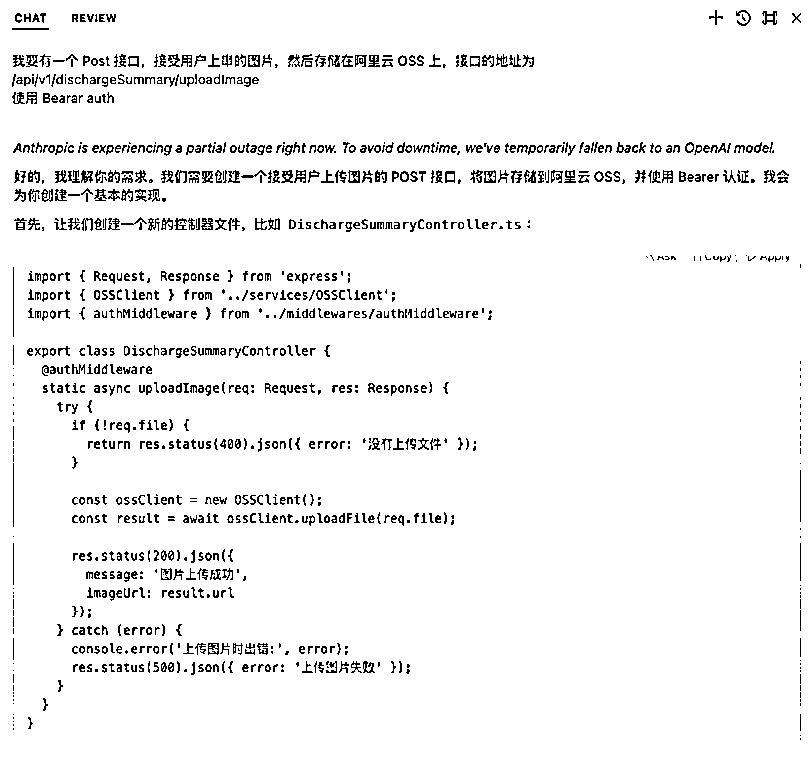 CHAT REVIEW
我要有一个 Post 接口，接受用户上串的图片，然后存储在阿里云 OSS 上，接口的地址为
/api/v1/dischargeSummary/uploadImage
使用 Bearar auth
Anthropic is experiencing a partial outage right now. To avoid downtime, we've temporarily fallen back to an OpenAI model.
好的，我理解你的需求。我们需要创建一个接受用户上传图片的 POST 接口，将图片存储到阿里云 OSS，并使用 Bearer 认证。我会
为你创建一个基本的实现。
首先，让我们创建一个新的控制器文件，比如 DischargeSummaryController.ts：
Ask Copy Apply
import { Request, Response } from 'express';
import { OSSClient } from '../services/OSSClient';
import { authMiddleware } from '../middlewares/authMiddleware';
export class DischargeSummaryController {
@authMiddleware
static async uploadImage(req: Request, res: Response) {
try {
if (!req.file) {
return res.status(400).json({ error: '没有上传文件' });
}
const ossClient = new OSSClient();
const result = await ossClient.uploadFile(req.file);
res.status(200).json({
message: '图片上传成功',
imageUrl: result.url
});
} catch (error) {
console.error('上传图片时出错:', error);
res.status(500).json({ error: '上传图片失败' });
}
}
}